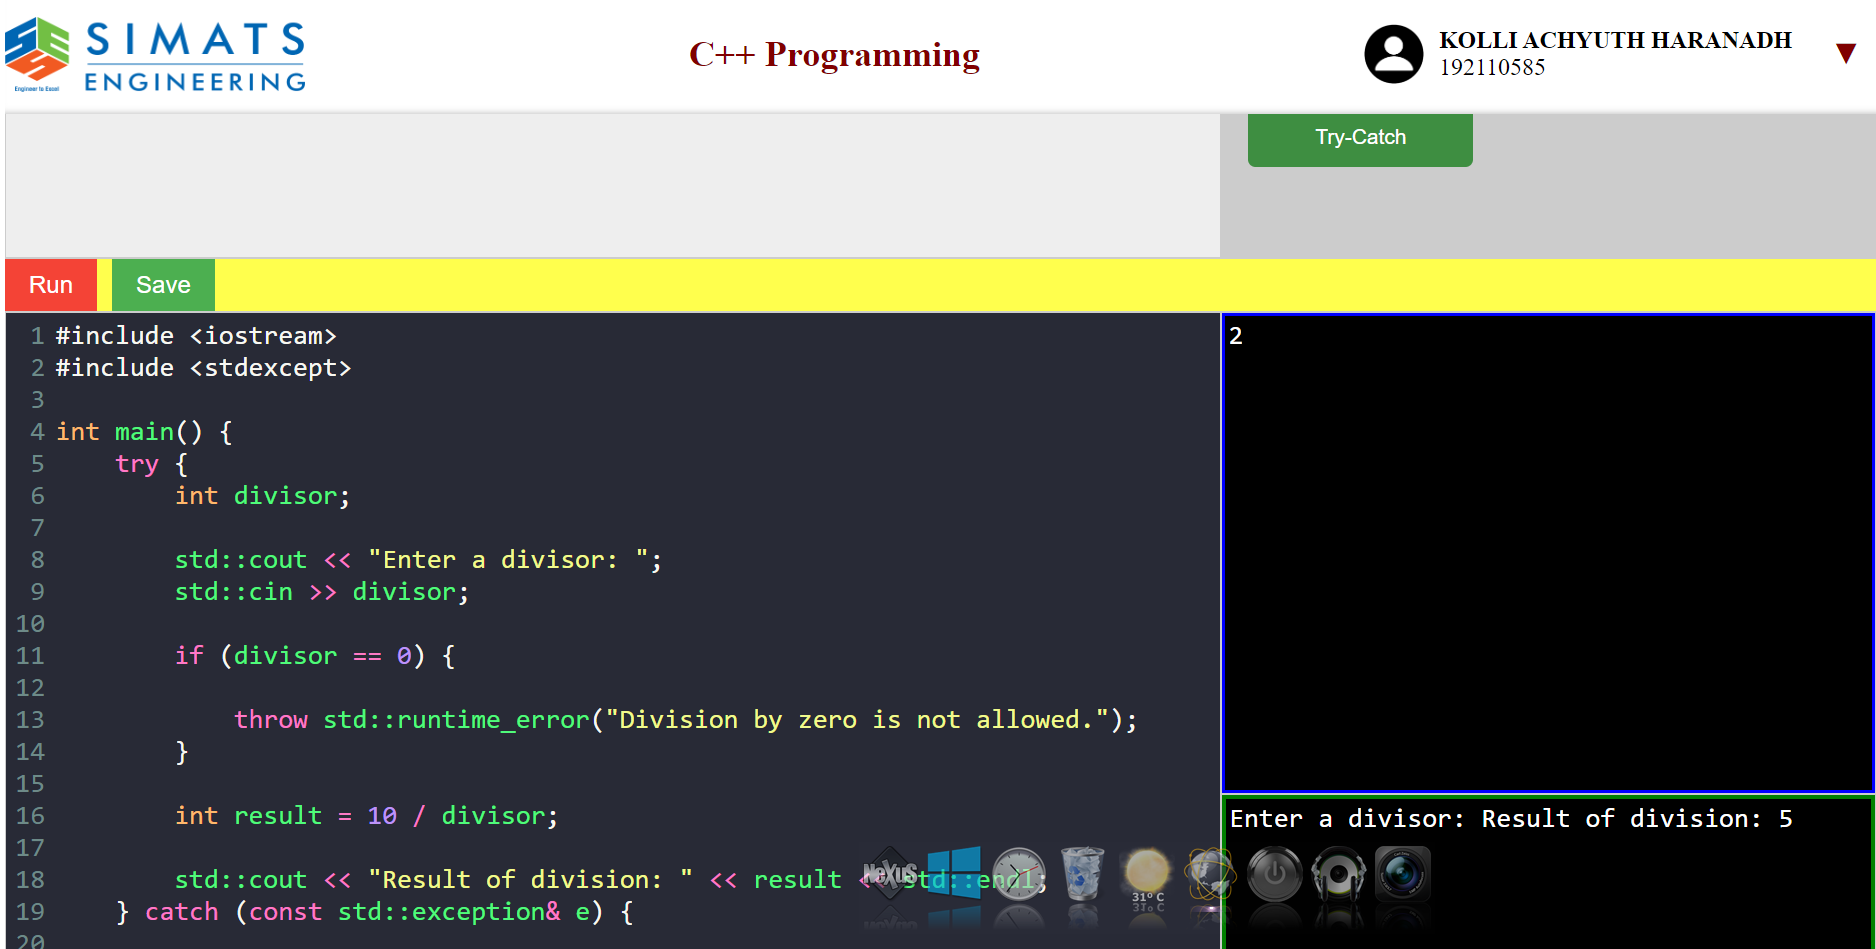 SIMATS
ENGINEERING
Engineer to Excel
C++ Programming
KOLLI ACHYUTH HARANADH
192110585
▼
Try-Catch
Run
Save
1 #include <iostream>
2 #include <stdexcept>
3
4 int main() {
5     try {
6         int divisor;
7
8         std::cout << "Enter a divisor: ";
9         std::cin >> divisor;
10
11         if (divisor == 0) {
12
13             throw std::runtime_error("Division by zero is not allowed.");
14         }
15
16         int result = 10 / divisor;
17
18         std::cout << "Result of division: " << result << std::endl;
19     } catch (const std::exception& e) {
20
2
Enter a divisor: Result of division: 5
NeXuS
31° C